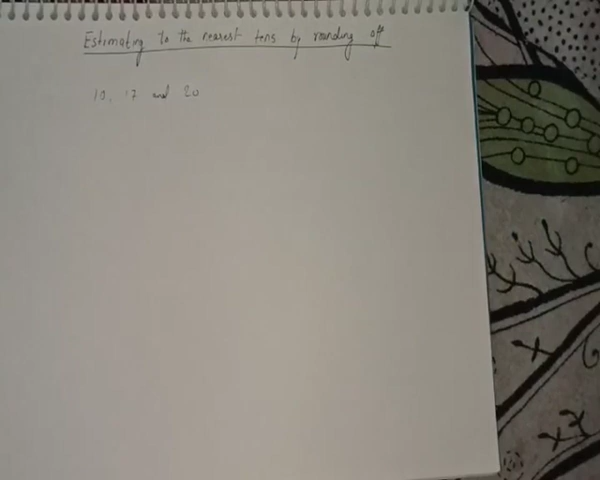 Estimating to the nearest tens by rounding off
10, 17 and 20